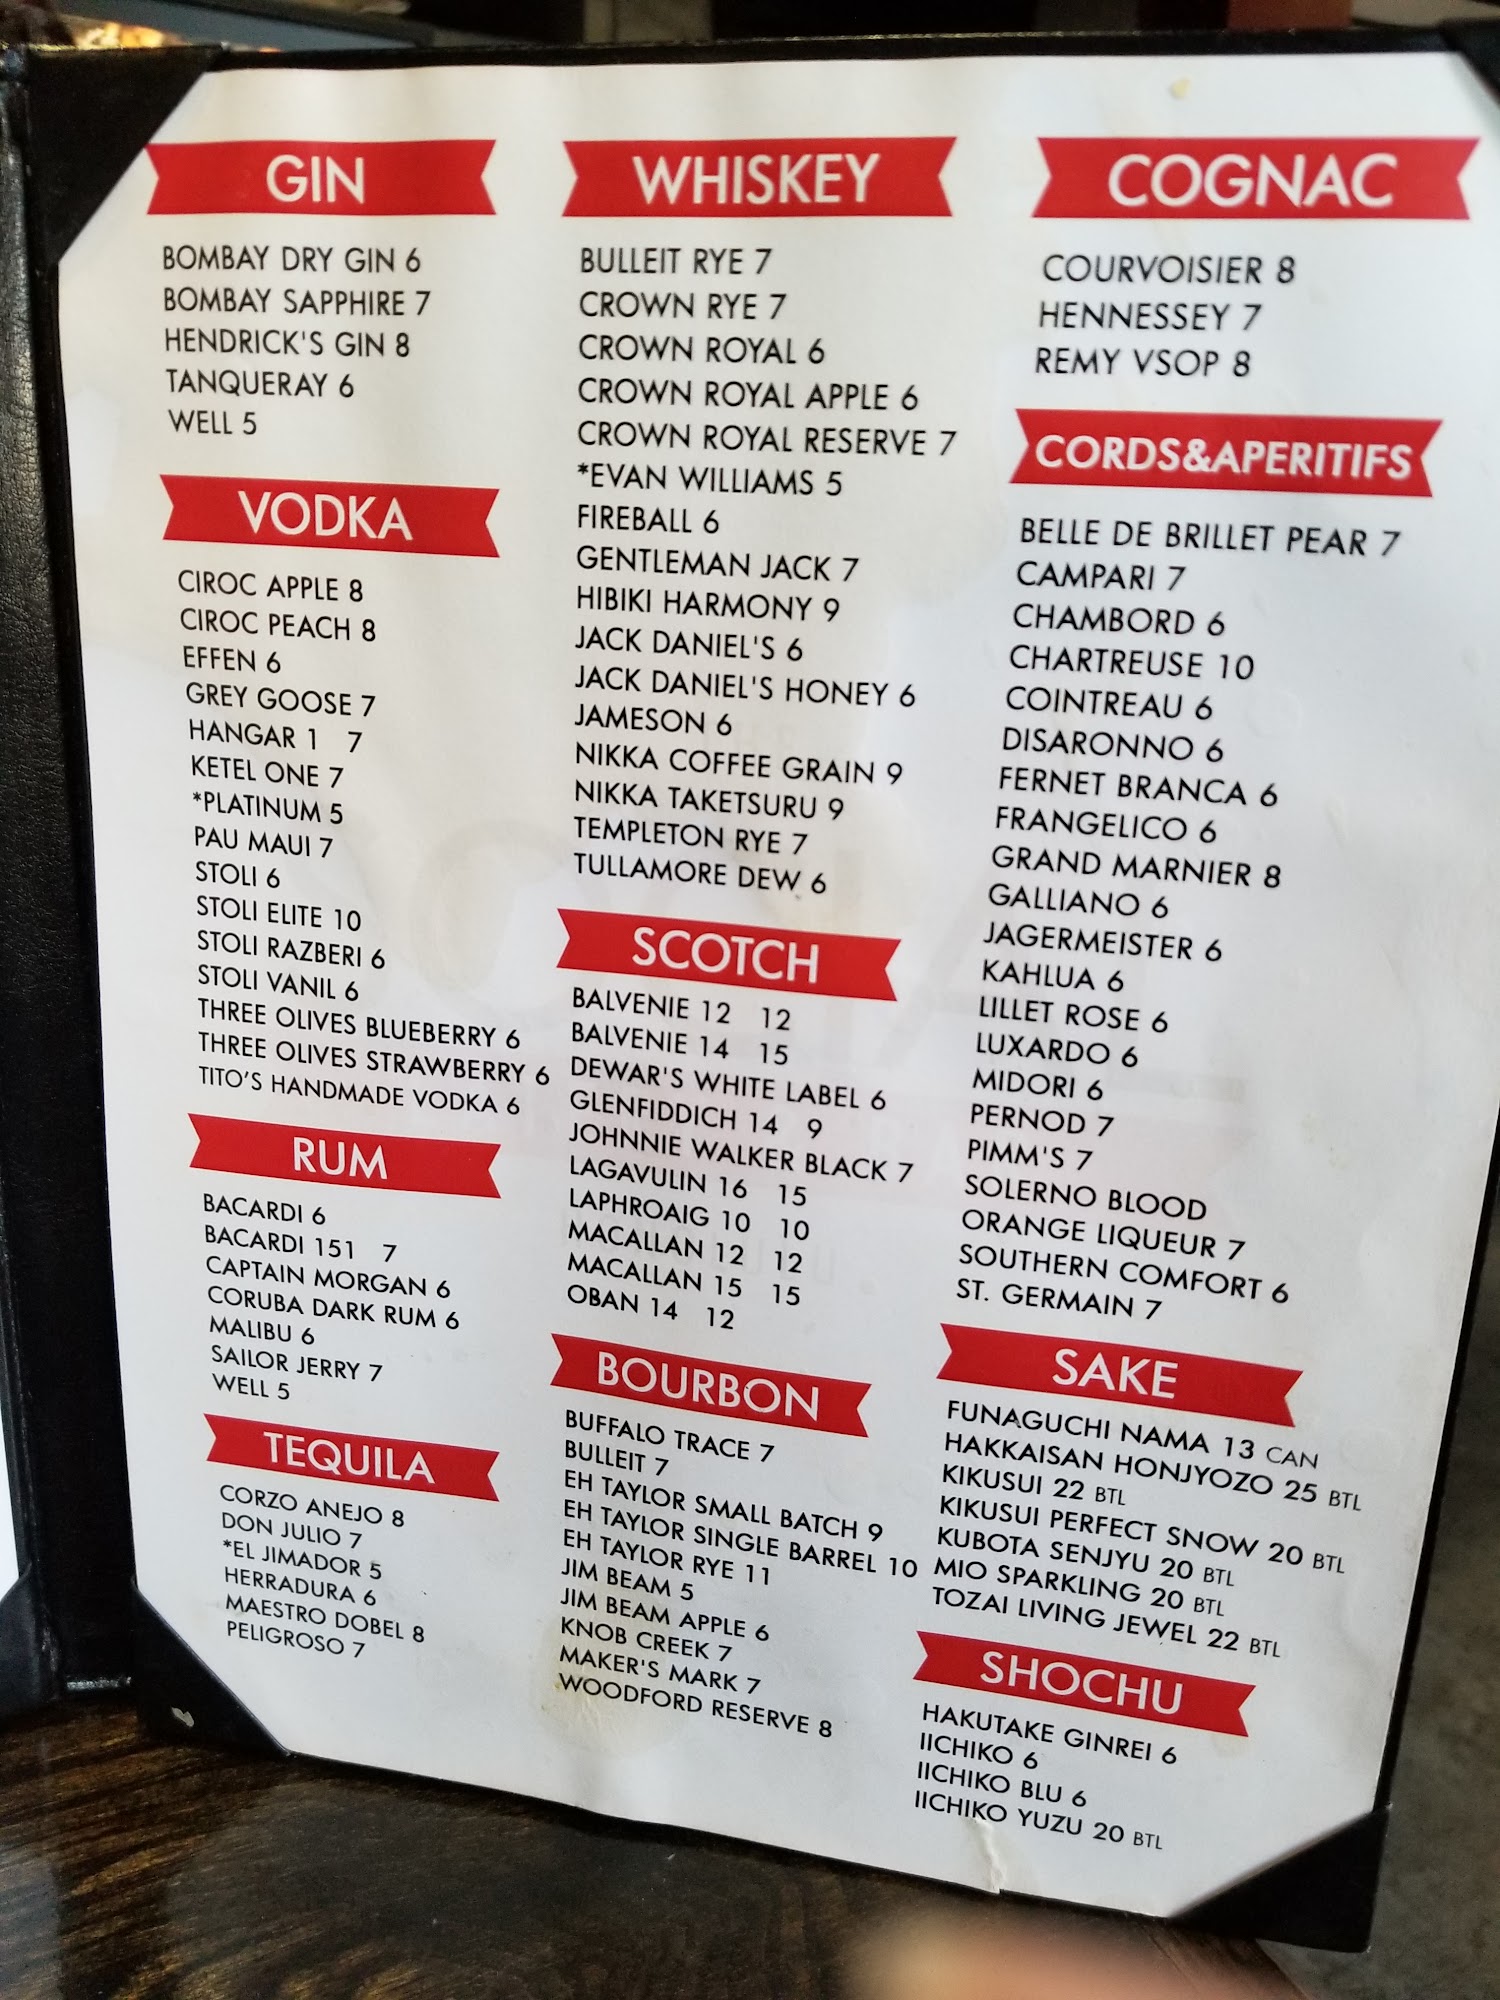 GIN
BOMBAY DRY GIN 6
BOMBAY SAPPHIRE 7
HENDRICK'S GIN 8
TANQUERAY 6
WELL 5
VODKA
CIROC APPLE 8
CIROC PEACH 8
EFFEN 6
GREY GOOSE 7
HANGAR 1 7
KETEL ONE 7
*PLATINUM 5
PAU MAUI 7
STOLI 6
STOLI ELITE 10
STOLI RAZBERI 6
STOLI VANIL 6
THREE OLIVES BLUEBERRY 6
THREE OLIVES STRAWBERRY 6
TITO'S HANDMADE VODKA 6
RUM
BACARDI 6
BACARDI 151 7
CAPTAIN MORGAN 6
CORUBA DARK RUM 6
MALIBU 6
SAILOR JERRY 7
WELL 5
TEQUILA
CORZO ANEJO 8
DON JULIO 7
*EL JIMADOR 5
HERRADURA 6
MAESTRO DOBEL 8
PELIGROSO 7
WHISKEY
BULLEIT RYE 7
CROWN RYE 7
CROWN ROYAL 6
CROWN ROYAL APPLE 6
CROWN ROYAL RESERVE 7
*EVAN WILLIAMS 5
FIREBALL 6
GENTLEMAN JACK 7
HIBIKI HARMONY 9
JACK DANIEL'S 6
JACK DANIEL'S HONEY 6
JAMESON 6
NIKKA COFFEE GRAIN 9
NIKKA TAKETSURU 9
TEMPLETON RYE 7
TULLAMORE DEW 6
SCOTCH
BALVENIE 12 12
BALVENIE 14 15
DEWAR'S WHITE LABEL 6
GLENFIDDICH 14 9
JOHNNIE WALKER BLACK 7
LAGAVULIN 16 15
LAPHROAIG 10 10
MACALLAN 12 12
MACALLAN 15 15
OBAN 14 12
BOURBON
BUFFALO TRACE 7
BULLEIT 7
EH TAYLOR SMALL BATCH 9
EH TAYLOR SINGLE BARREL 10
EH TAYLOR RYE 11
JIM BEAM 5
JIM BEAM APPLE 6
KNOB CREEK 7
MAKER'S MARK 7
WOODFORD RESERVE 8
COGNAC
COURVOISIER 8
HENNESSEY 7
REMY VSOP 8
CORDS&APERITIFS
BELLE DE BRILLET PEAR 7
CAMPARI 7
CHAMBORD 6
CHARTREUSE 10
COINTREAU 6
DISARONNO 6
FERNET BRANCA 6
FRANGELICO 6
GRAND MARNIER 8
GALLIANO 6
JAGERMEISTER 6
KAHLUA 6
LILLET ROSE 6
LUXARDO 6
MIDORI 6
PERNOD 7
PIMM'S 7
SOLERNO BLOOD
ORANGE LIQUEUR 7
SOUTHERN COMFORT 6
ST. GERMAIN 7
SAKE
FUNAGUCHI NAMA 13 CAN
HAKKAISAN HONJYOZO 25 BTL
KIKUSUI 22 BTL
KIKUSUI PERFECT SNOW 20 BTL
KUBOTA SENJYU 20 BTL
MIO SPARKLING 20 BTL
TOZAI LIVING JEWEL 22 BTL
SHOCHU
HAKUTAKE GINREI 6
IICHIKO 6
IICHIKO BLU 6
IICHIKO YUZU 20 BTL